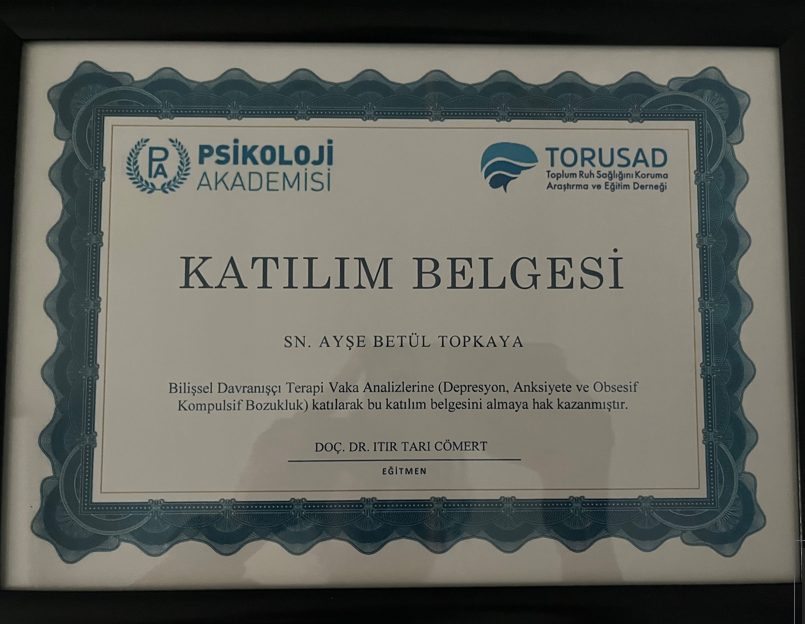 PA
PSİKOLOJİ
AKADEMİSİ
TORUSAD
Toplum Ruh Sağlığını Koruma
Araştırma ve Eğitim Derneği
KATILIM BELGESİ
SN. AYŞE BETÜL TOPKAYA
Bilişsel Davranışçı Terapi Vaka Analizlerine (Depresyon, Anksiyete ve Obsesif
Kompulsif Bozukluk) katılarak bu katılım belgesini almaya hak kazanmıştır.
DOÇ. DR. ITIR TARI CÖMERT
EĞİTMEN